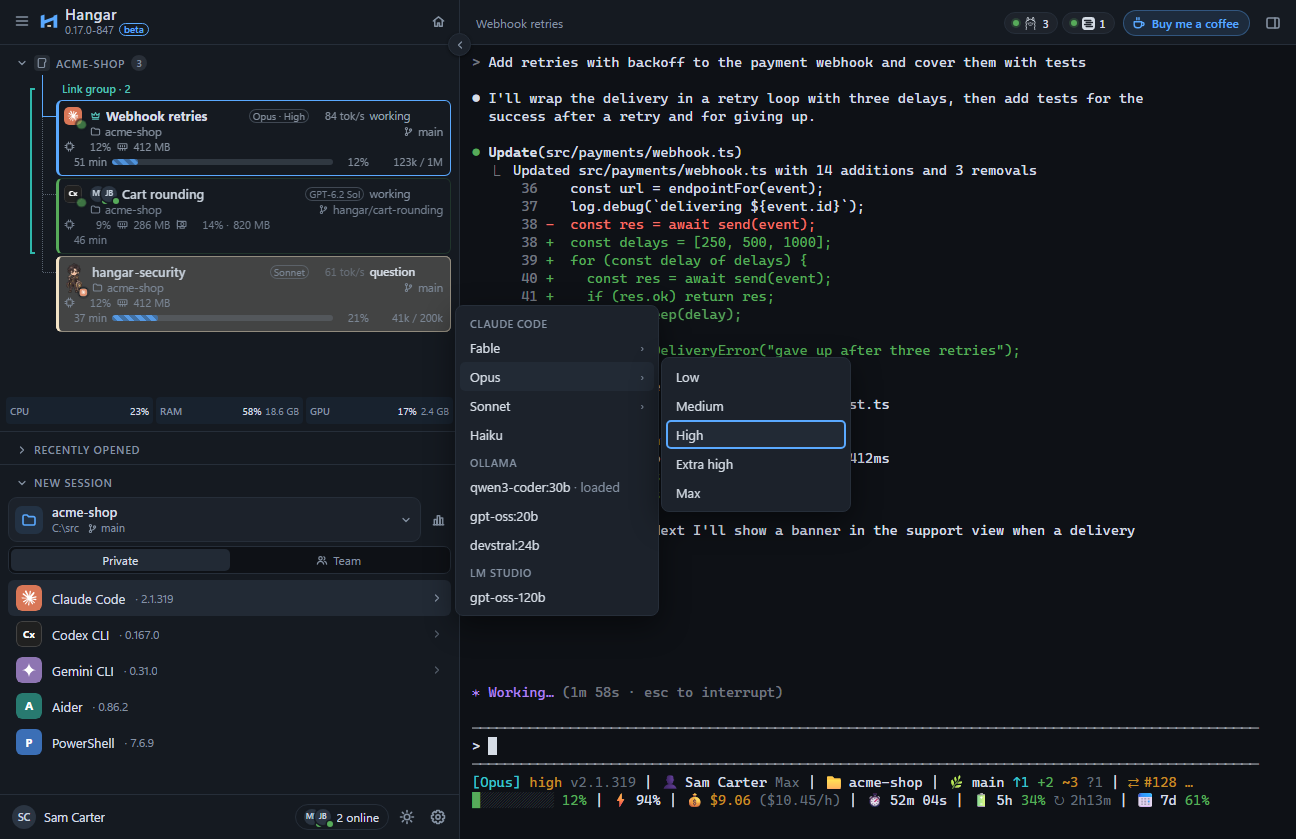 Hangar
0.17.0-847 beta
ACME-SHOP 3
Link group · 2
Webhook retries Opus · High 84 tok/s working
acme-shop main
12% 412 MB
51 min 12% 123k / 1M
Cx M JB Cart rounding GPT-6.2 Sol working
acme-shop hangar/cart-rounding
9% 286 MB 14% · 820 MB
46 min
hangar-security Sonnet 61 tok/s question
acme-shop main
12% 412 MB
37 min 21% 41k / 200k
CPU 23% RAM 58% 18.6 GB GPU 17% 2.4 GB
RECENTLY OPENED
NEW SESSION
acme-shop
C:\src main
Private Team
Claude Code · 2.1.319
Cx Codex CLI · 0.167.0
Gemini CLI · 0.31.0
A Aider · 0.86.2
P PowerShell · 7.6.9
SC Sam Carter M JB 2 online
Webhook retries 3 1 Buy me a coffee
> Add retries with backoff to the payment webhook and cover them with tests
● I'll wrap the delivery in a retry loop with three delays, then add tests for the
success after a retry and for giving up.
● Update(src/payments/webhook.ts)
Updated src/payments/webhook.ts with 14 additions and 3 removals
36 const url = endpointFor(event);
37 log.debug(`delivering ${event.id}`);
38 - const res = await send(event);
38 + const delays = [250, 500, 1000];
39 + for (const delay of delays) {
40 + const res = await send(event);
41 + if (res.ok) return res;
eep(delay);
eliveryError("gave up after three retries");
st.ts
412ms
ext I'll show a banner in the support view when a delivery
CLAUDE CODE
Fable
Opus
Sonnet
Haiku
OLLAMA
qwen3-coder:30b · loaded
gpt-oss:20b
devstral:24b
LM STUDIO
gpt-oss-120b
Low
Medium
High
Extra high
Max
* Working… (1m 58s · esc to interrupt)
>
[Opus] high v2.1.319 | Sam Carter Max | acme-shop | main ↑1 +2 ~3 ?1 | ⇄ #128 …
12% | 94% | $9.06 ($10.45/h) | 52m 04s | 5h 34% ↻ 2h13m | 7d 61%